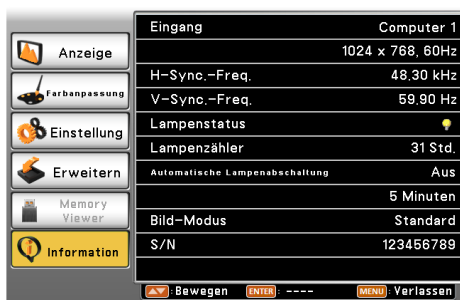 Anzeige
Farbanpassung
Einstellung
Erweitern
Memory
Viewer
Information
Eingang Computer 1
1024 x 768, 60Hz
H-Sync.-Freq. 48,30 kHz
V-Sync.-Freq. 59,90 Hz
Lampenstatus
Lampenzähler 31 Std.
Automatische Lampenabschaltung Aus
5 Minuten
Bild-Modus Standard
S/N 123456789
:Bewegen ENTER : ---- MENU : Verlassen